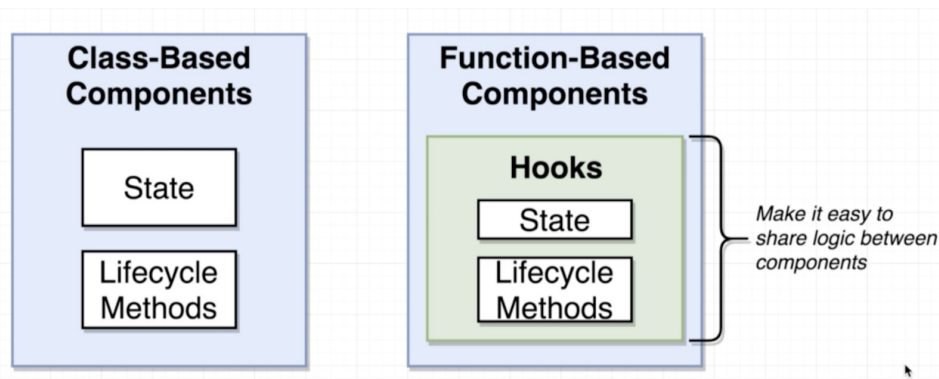 Class-Based
Components
State
Lifecycle
Methods
Function-Based
Components
Hooks
State
Lifecycle
Methods
Make it easy to
share logic between
components